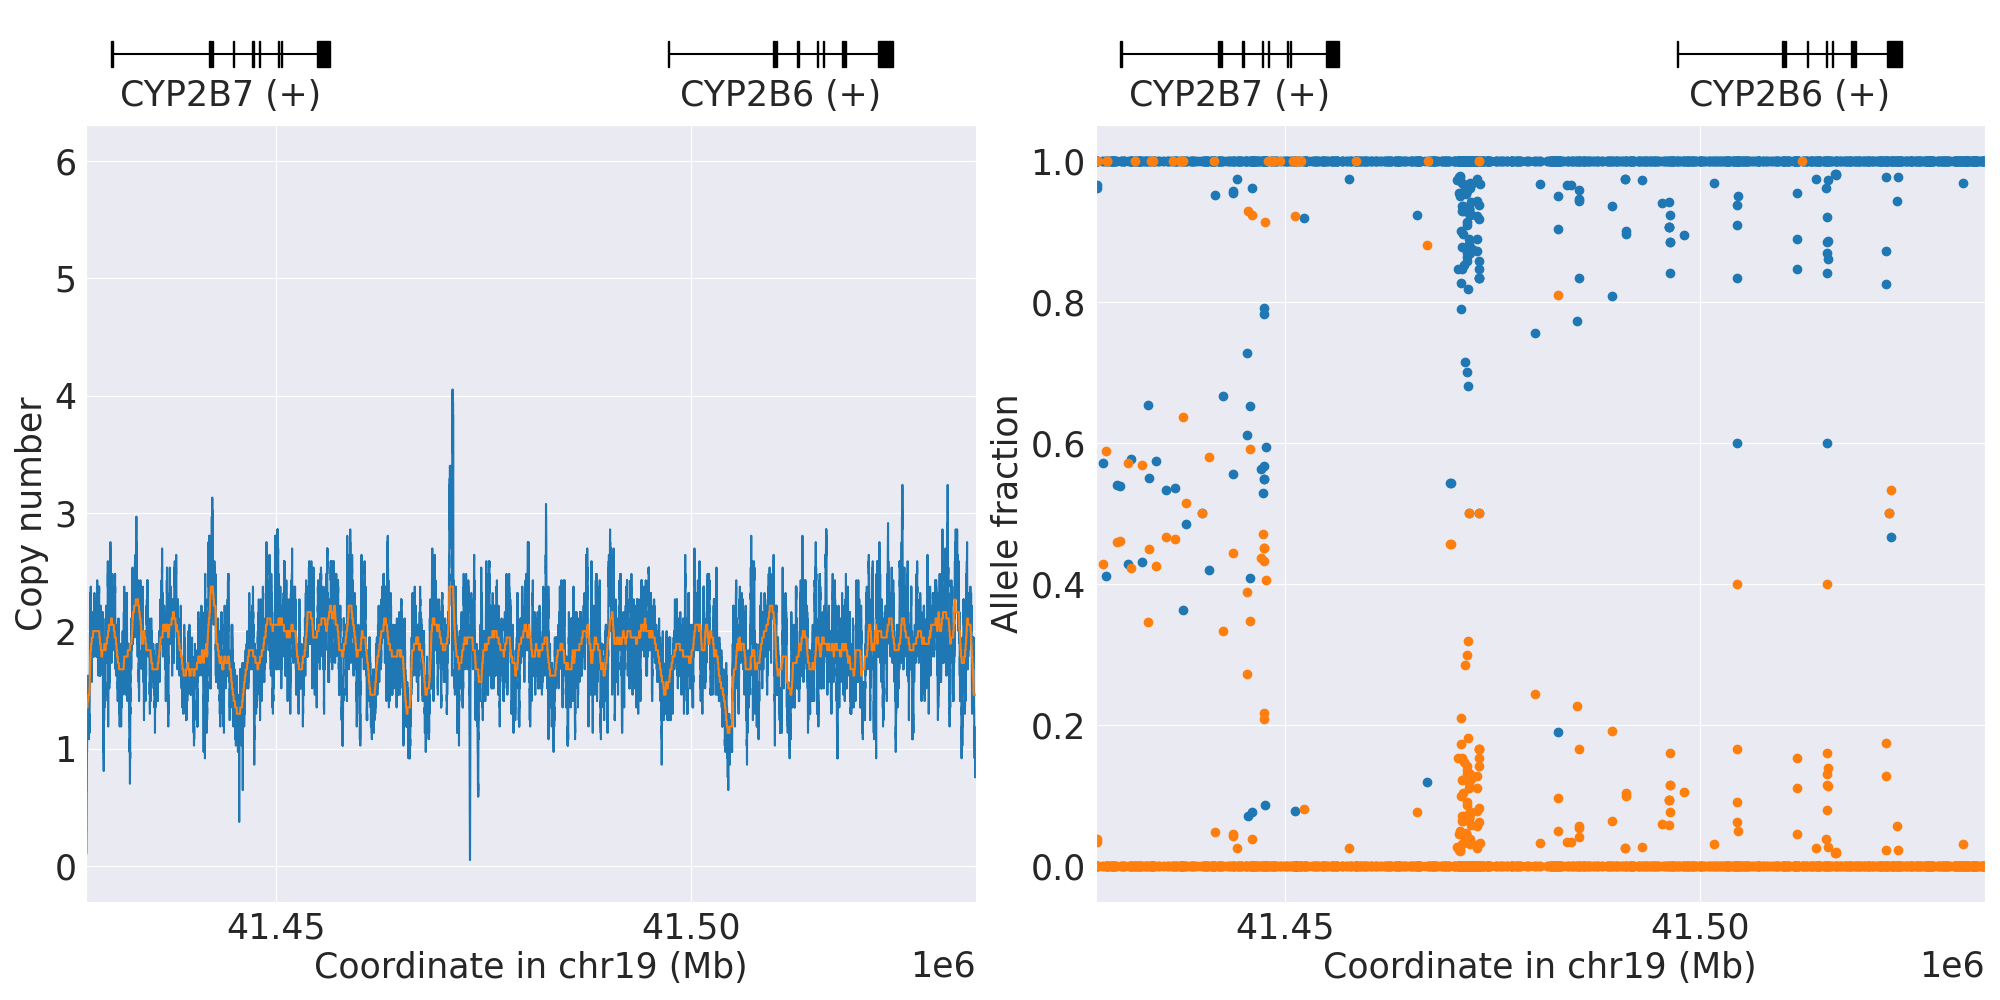 CYP2B7 (+)
CYP2B6 (+)
6
5
4
3
2
1
0
Copy number
41.45
41.50
Coordinate in chr19 (Mb)
1e6
CYP2B7 (+)
CYP2B6 (+)
1.0
0.8
0.6
0.4
0.2
0.0
Allele fraction
41.45
41.50
Coordinate in chr19 (Mb)
1e6